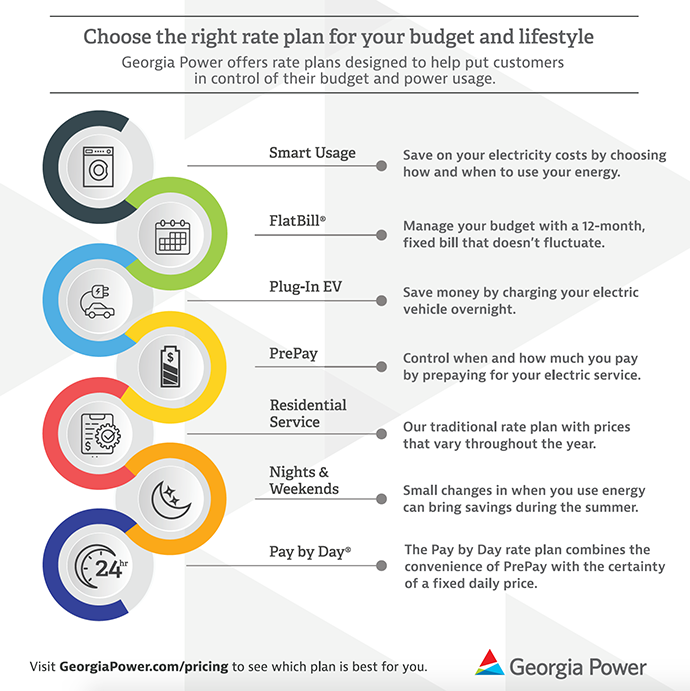 Choose the right rate plan for your budget and lifestyle
Georgia Power offers rate plans designed to help put customers
in control of their budget and power usage.
Smart Usage
Save on your electricity costs by choosing
how and when to use your energy.
FlatBill®
Manage your budget with a 12-month,
fixed bill that doesn't fluctuate.
Plug-In EV
Save money by charging your electric
vehicle overnight.
$
PrePay
Control when and how much you pay
by prepaying for your electric service.
$
Residential
Service
Our traditional rate plan with prices
that vary throughout the year.
Nights &
Weekends
Small changes in when you use energy
can bring savings during the summer.
24hr
Pay by Day®
The Pay by Day rate plan combines the
convenience of PrePay with the certainty
of a fixed daily price.
Visit GeorgiaPower.com/pricing to see which plan is best for you.
Georgia Power